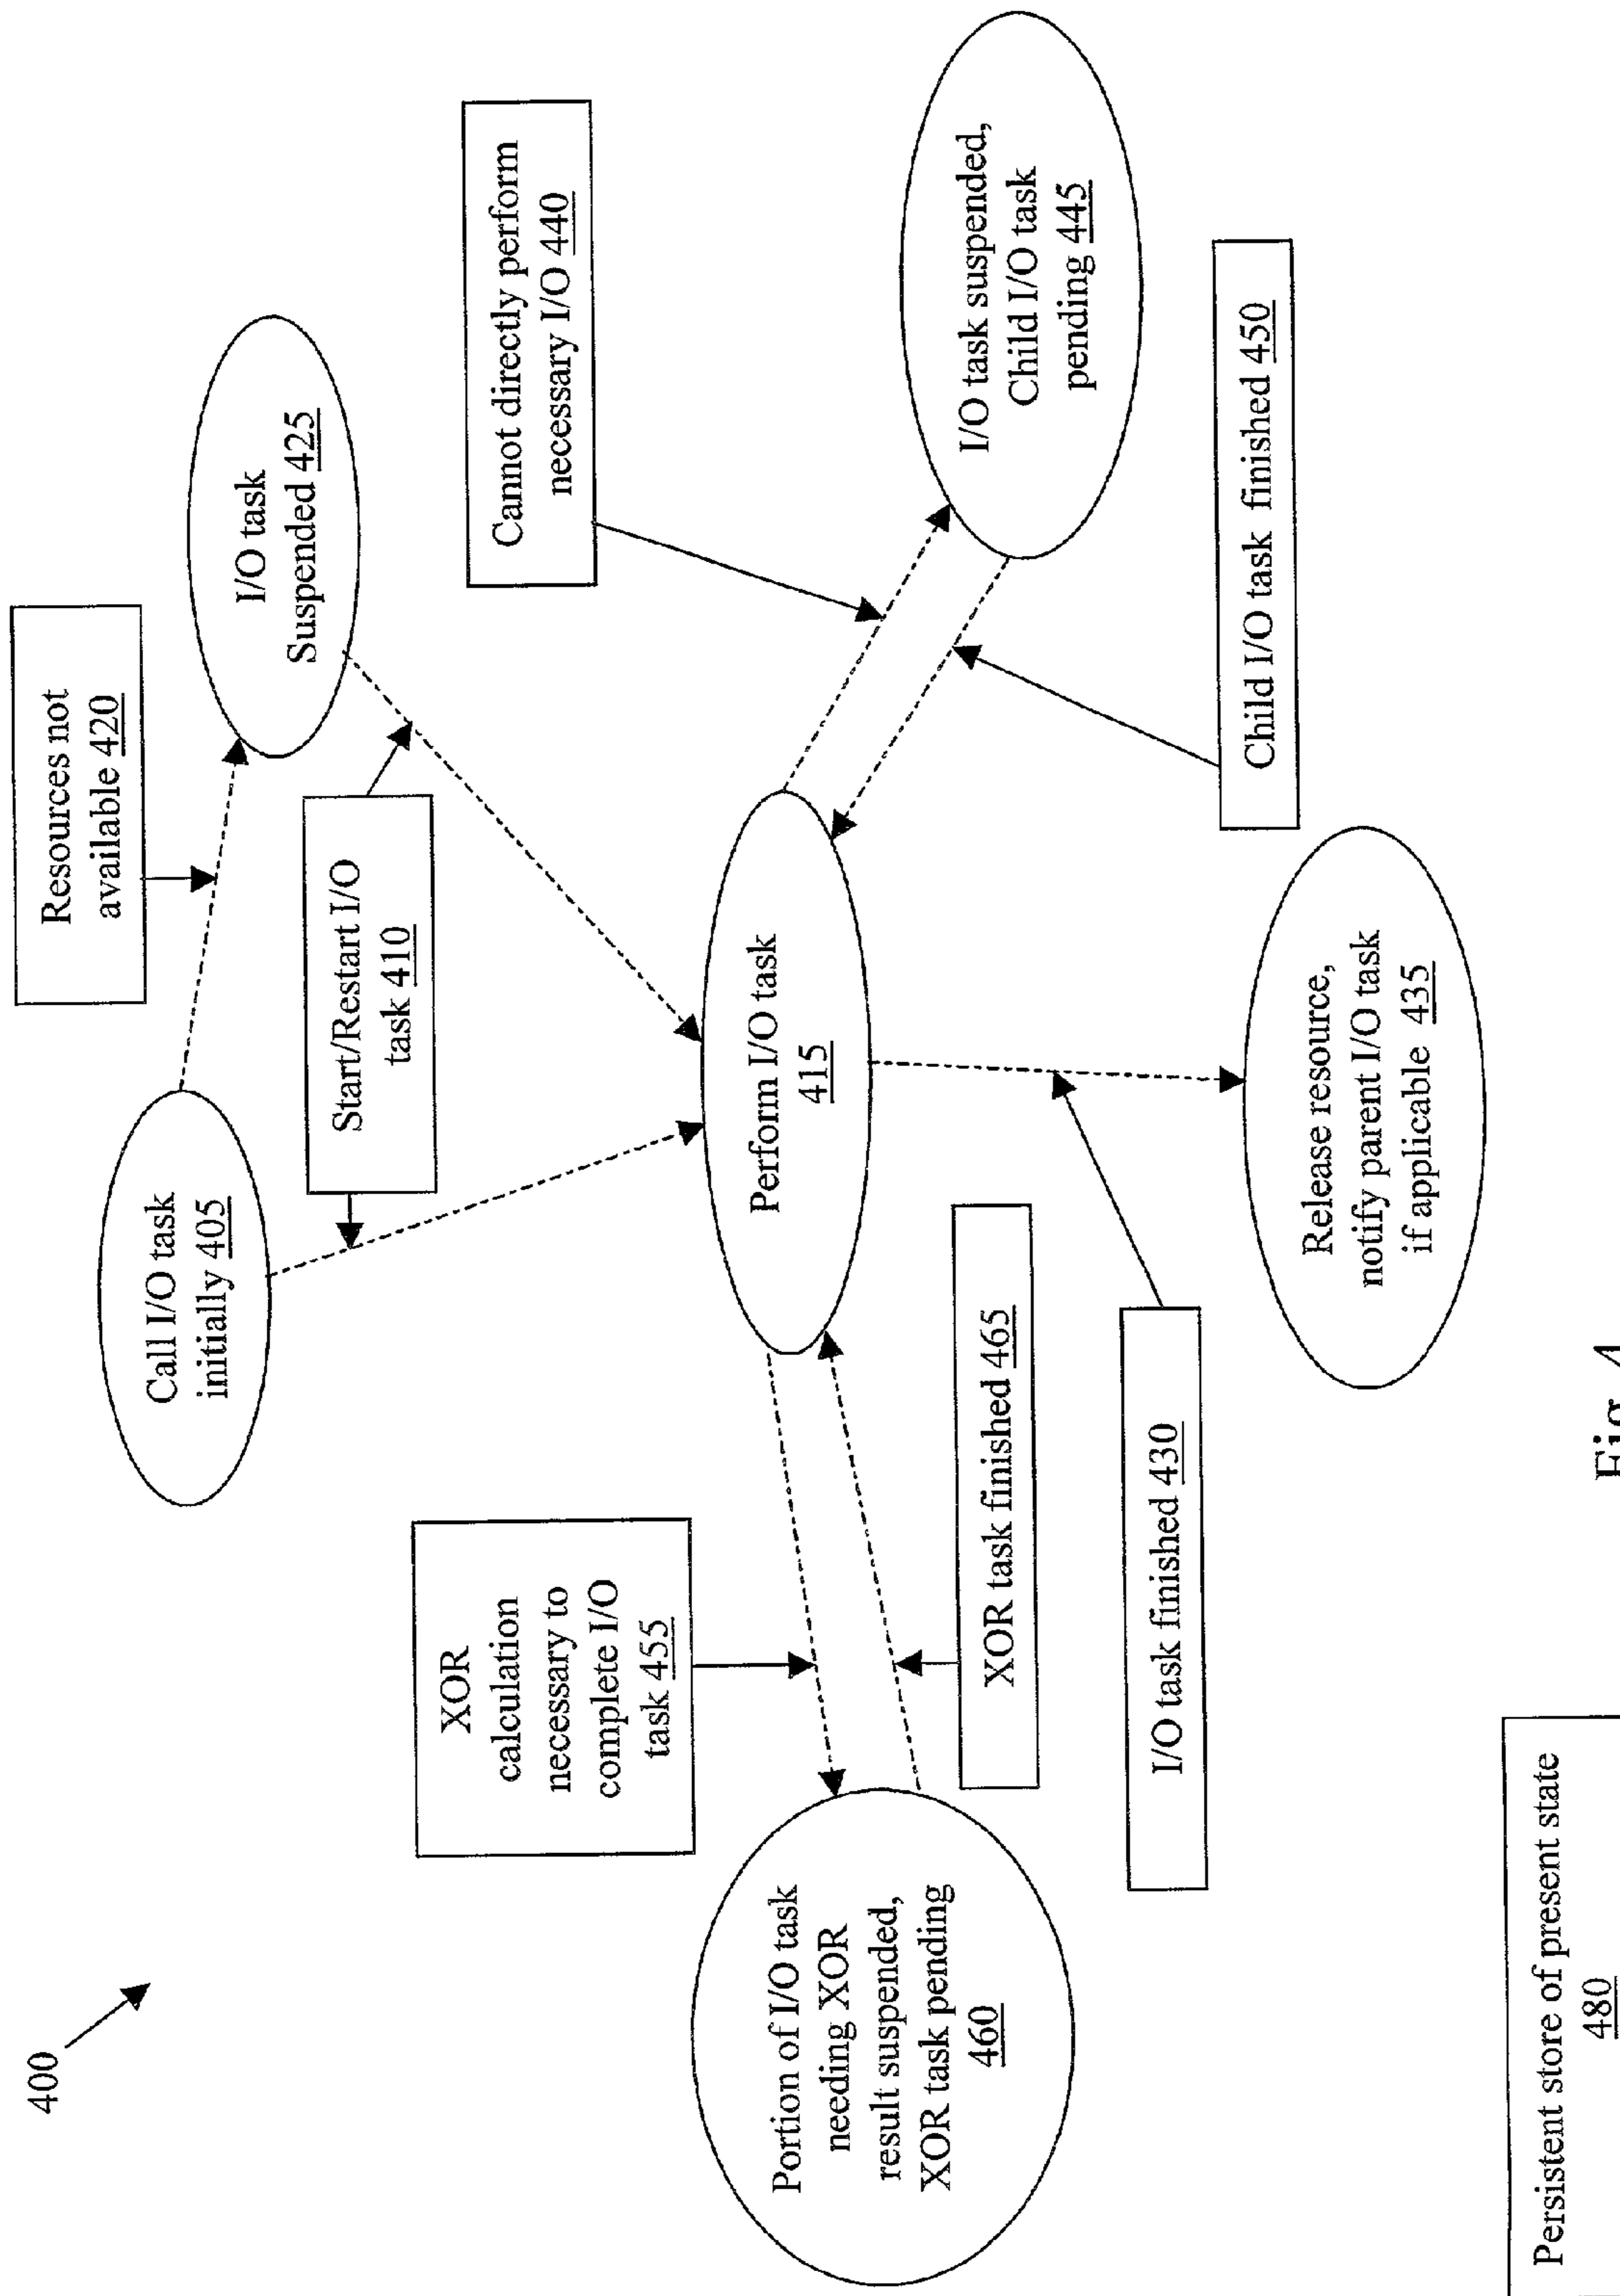 400
Call I/O task
initially 405
Resources not
available 420
I/O task
Suspended 425
Start/Restart I/O
task 410
XOR
calculation
necessary to
complete I/O
task 455
Cannot directly perform
necessary I/O 440
Portion of I/O task
needing XOR
result suspended,
XOR task pending
460
Perform I/O task
415
I/O task suspended,
Child I/O task
pending 445
XOR task finished 465
I/O task finished 430
Release resource,
notify parent I/O task
if applicable 435
Child I/O task finished 450
Persistent store of present state
480
Fig. 4